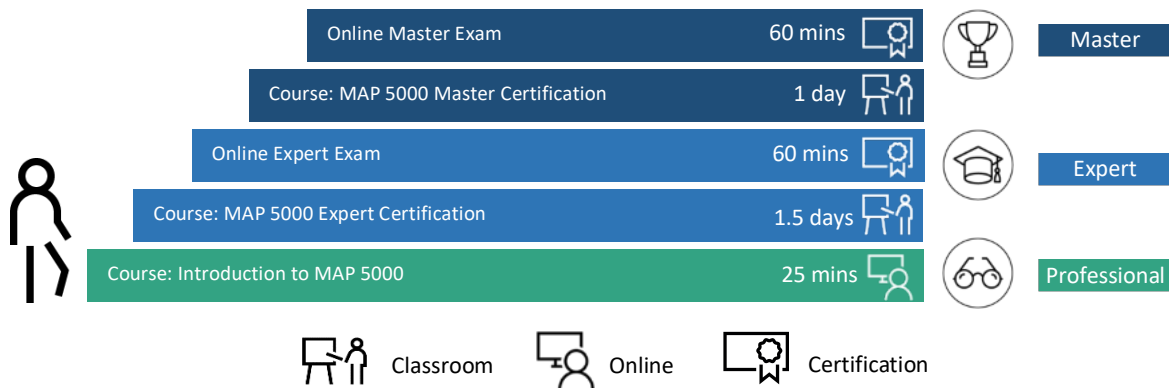 Online Master Exam 60 mins Master
Course: MAP 5000 Master Certification 1 day
Online Expert Exam 60 mins Expert
Course: MAP 5000 Expert Certification 1.5 days
Course: Introduction to MAP 5000 25 mins Professional
Classroom Online Certification